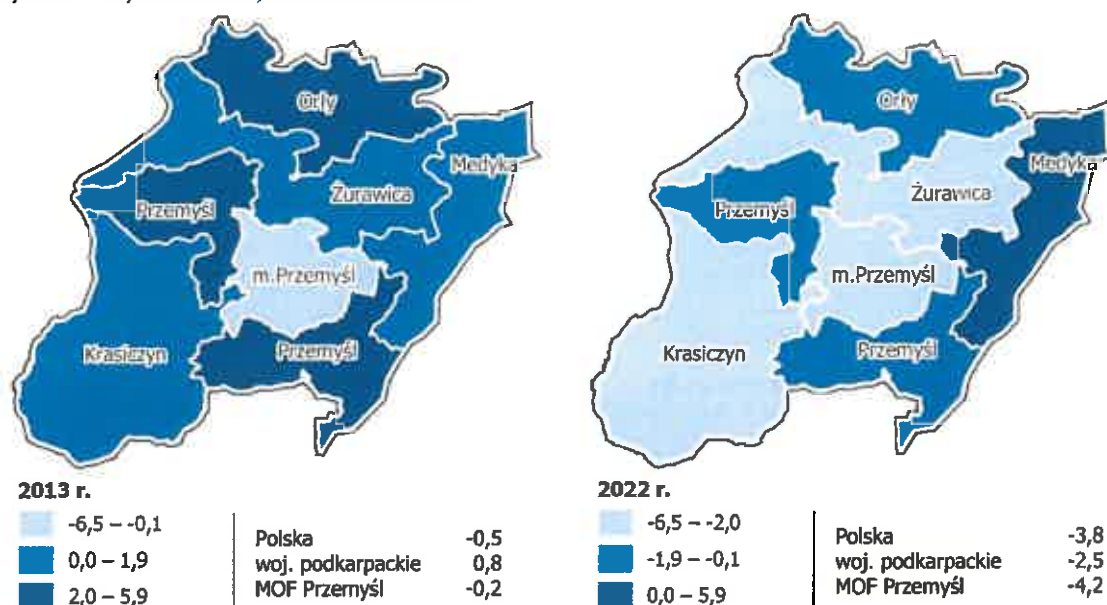 Orły
Medyka
Żurawica
Przemyśl
m.Przemyśl
Krasiczyn
Przemyśl
2013 r.
-6,5 – -0,1
0,0 – 1,9
2,0 – 5,9
Polska -0,5
woj. podkarpackie 0,8
MOF Przemyśl -0,2
Orły
Medyka
Żurawica
Przemyśl
m.Przemyśl
Krasiczyn
Przemyśl
2022 r.
-6,5 – -2,0
-1,9 – -0,1
0,0 – 5,9
Polska -3,8
woj. podkarpackie -2,5
MOF Przemyśl -4,2